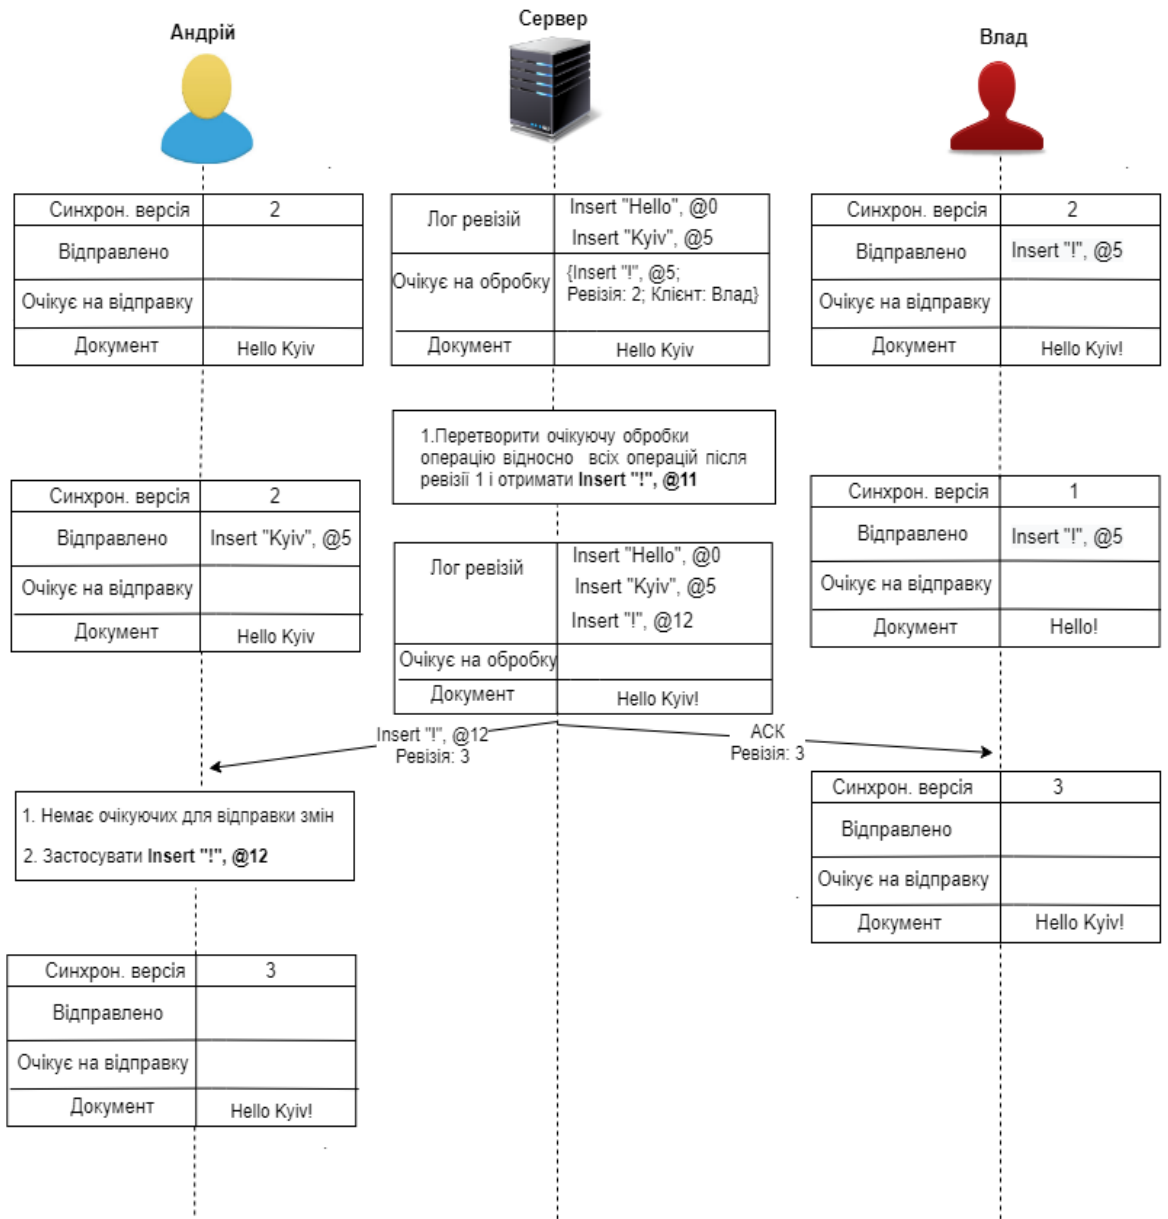 Андрій
Сервер
Влад
Синхрон. версія 2
Відправлено
Очікує на відправку
Документ Hello Kyiv
Лог ревізій Insert "Hello", @0
Insert "Kyiv", @5
Очікує на обробку {Insert "!", @5;
Ревізія: 2; Клієнт: Влад}
Документ Hello Kyiv
Синхрон. версія 2
Відправлено Insert "!", @5
Очікує на відправку
Документ Hello Kyiv!
1.Перетворити очікуючу обробки
операцію відносно всіх операцій після
ревізії 1 і отримати Insert "!", @11
Синхрон. версія 2
Відправлено Insert "Kyiv", @5
Очікує на відправку
Документ Hello Kyiv
Лог ревізій Insert "Hello", @0
Insert "Kyiv", @5
Insert "!", @12
Очікує на обробку
Документ Hello Kyiv!
Синхрон. версія 1
Відправлено Insert "!", @5
Очікує на відправку
Документ Hello!
Insert "!", @12
Ревізія: 3
АСК
Ревізія: 3
1. Немає очікуючих для відправки змін
2. Застосувати Insert "!", @12
Синхрон. версія 3
Відправлено
Очікує на відправку
Документ Hello Kyiv!
Синхрон. версія 3
Відправлено
Очікує на відправку
Документ Hello Kyiv!